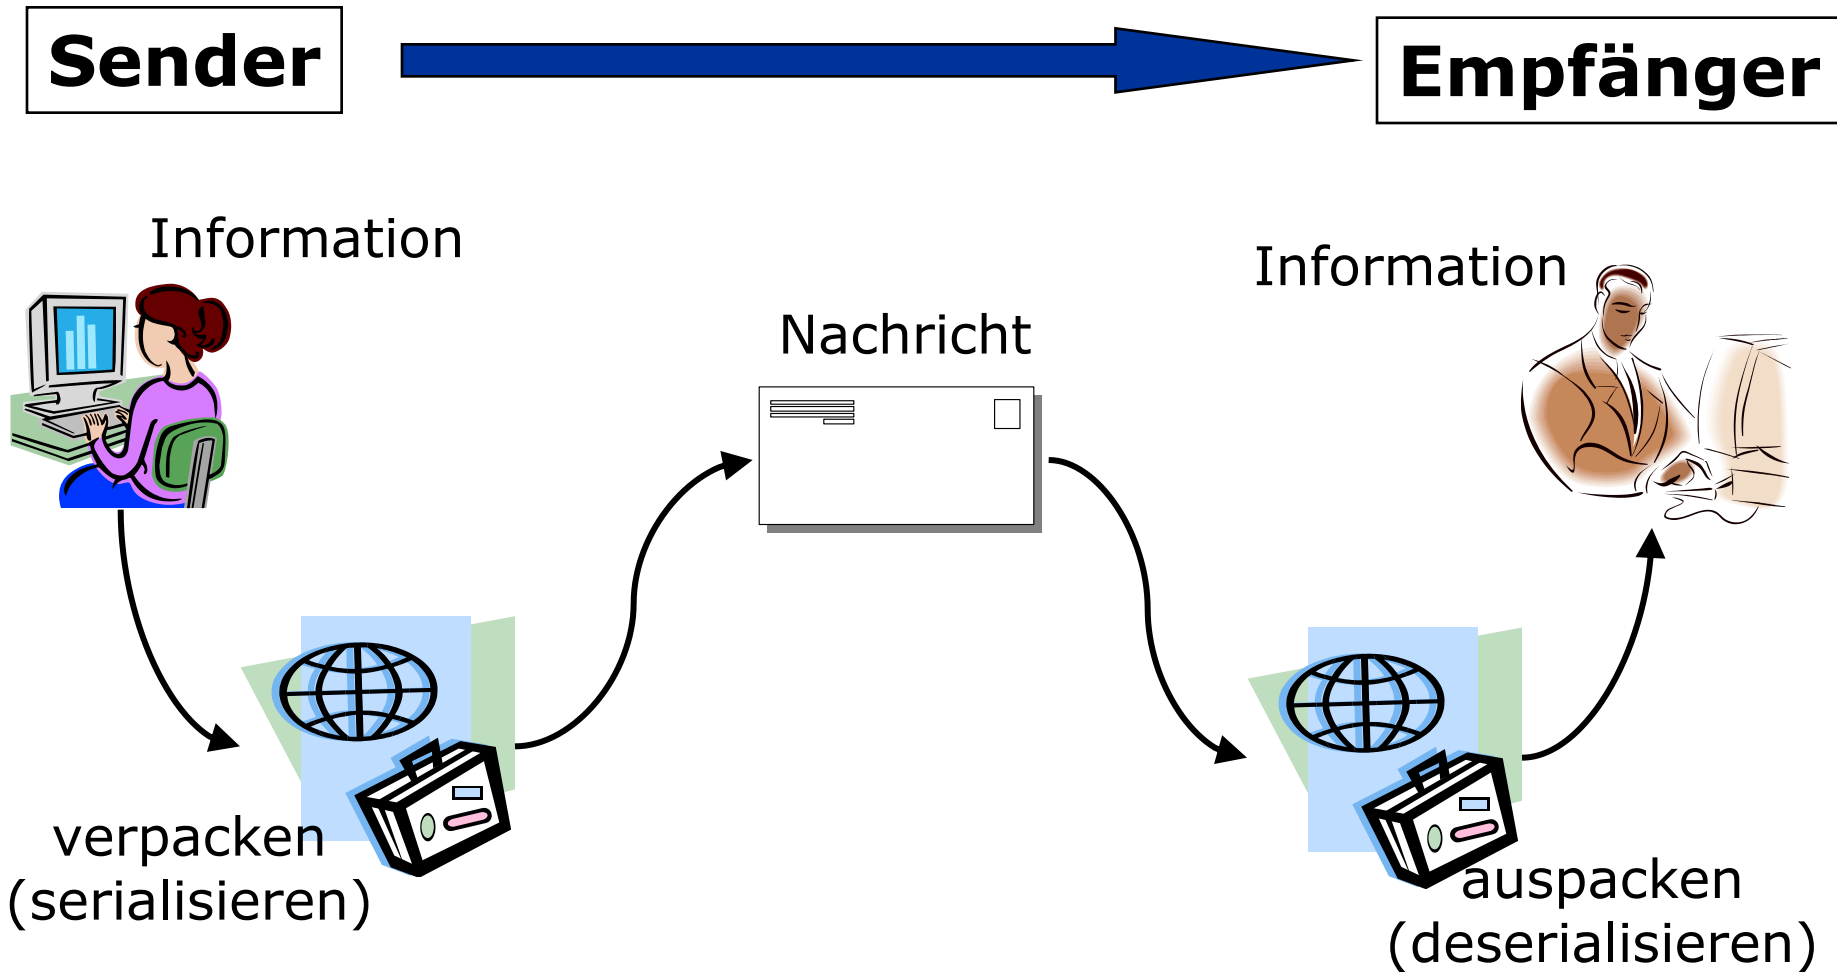 Sender
Empfänger
Information
Information
Nachricht
verpacken
(serialisieren)
auspacken
(deserialisieren)